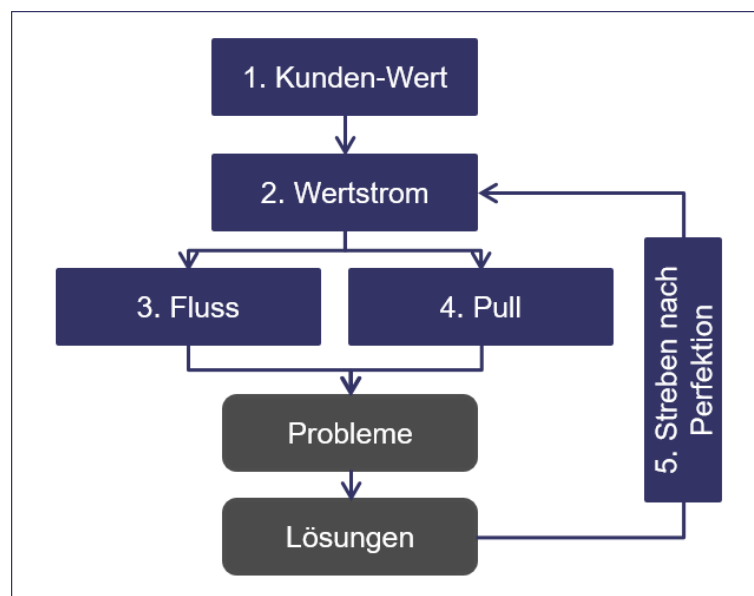 1. Kunden-Wert
2. Wertstrom
3. Fluss
4. Pull
Probleme
Lösungen
5. Streben nach
Perfektion